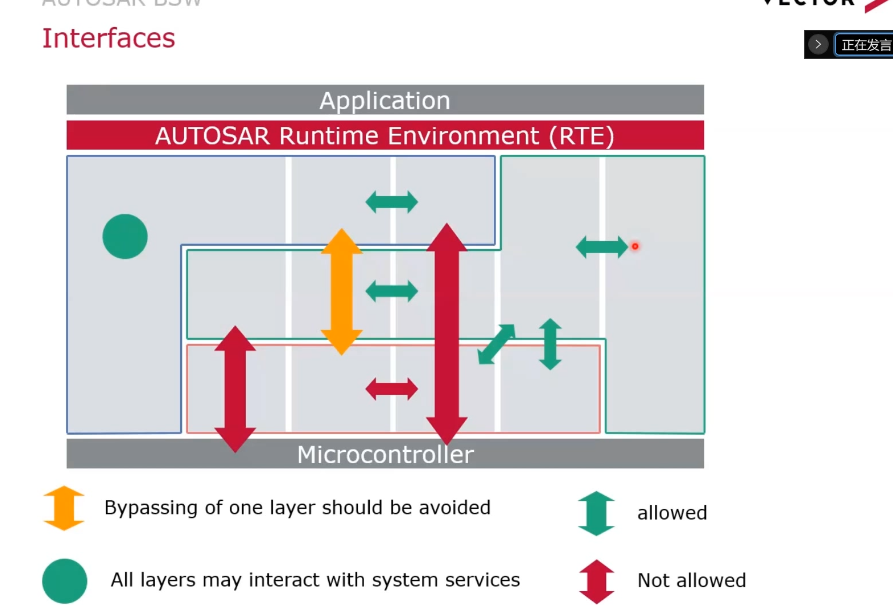 AUTOSAR BSW
VECTOR
Interfaces
正在发言
Application
AUTOSAR Runtime Environment (RTE)
Microcontroller
Bypassing of one layer should be avoided
allowed
All layers may interact with system services
Not allowed